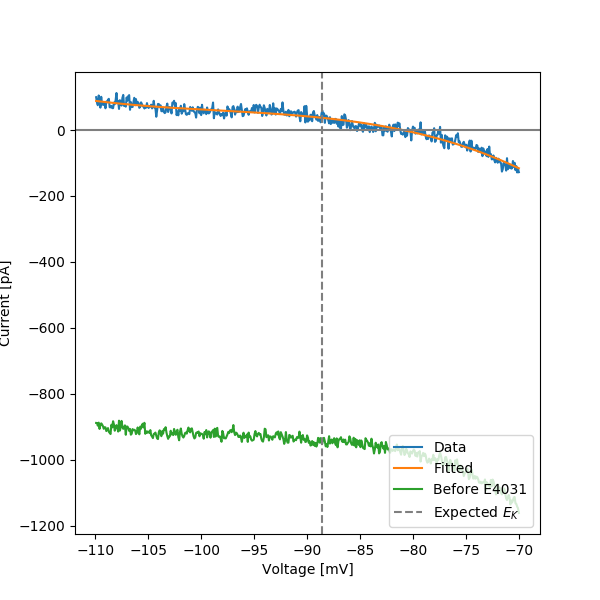 0
−200
−400
−600
−800
−1000
−1200
Current [pA]
Data
Fitted
Before E4031
Expected $E_K$
−110 −105 −100 −95 −90 −85 −80 −75 −70
Voltage [mV]